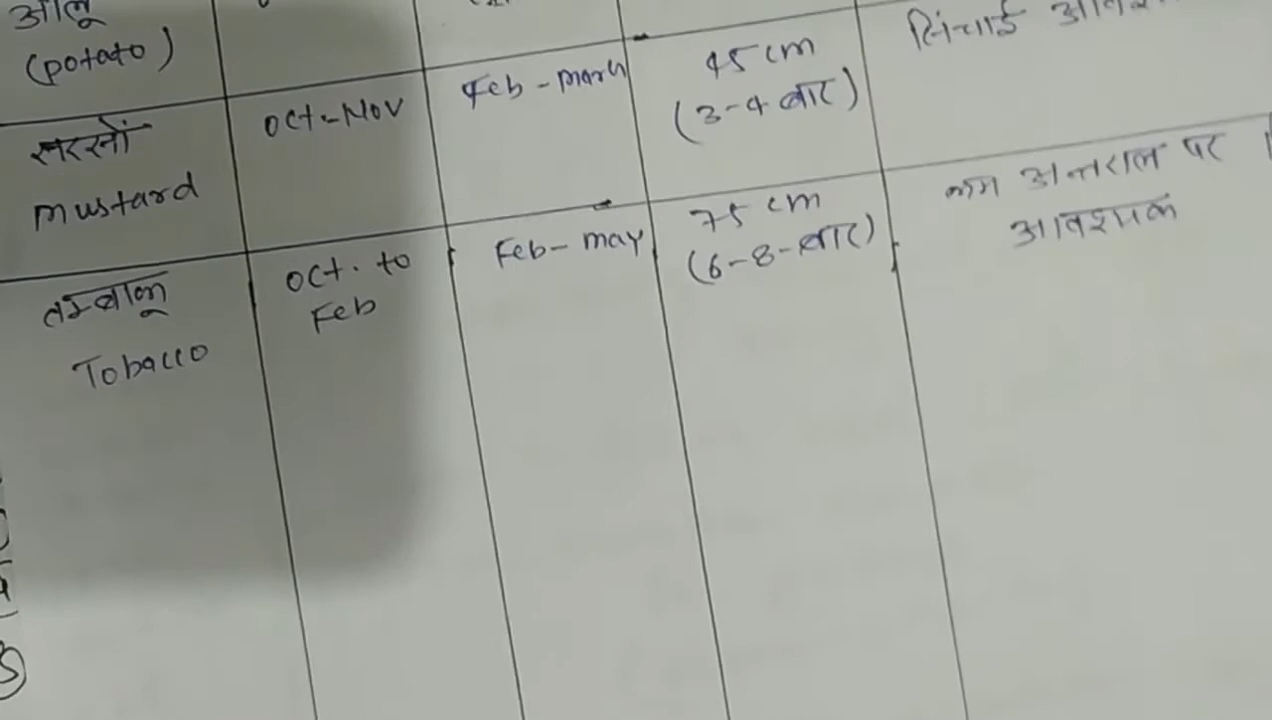 आलू
(potato)
सिंचाई
सरसों
mustard
Oct-Nov
Feb-march
45 cm
(3-4 बार)
तम्बाकू
Tobacco
Oct. to
Feb
Feb-may
75 cm
(6-8-बार)
कम अन्तराल पर
आवश्यक